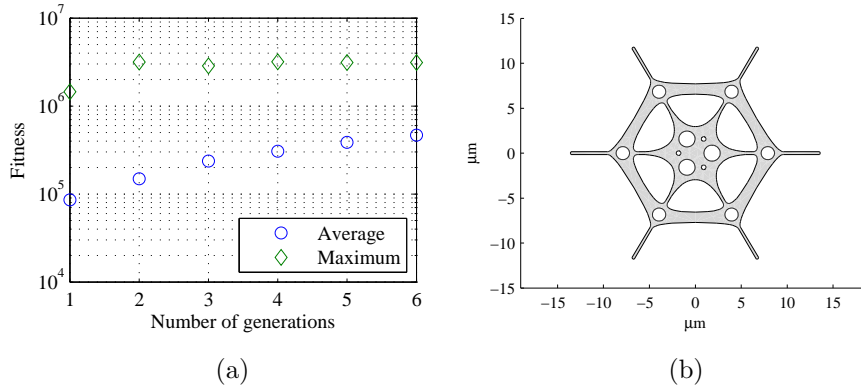 10^7
10^6
10^5
10^4
Fitness
1 2 3 4 5 6
Number of generations
Average
Maximum
(a)
15
10
5
0
−5
−10
−15
μm
−15 −10 −5 0 5 10 15
μm
(b)